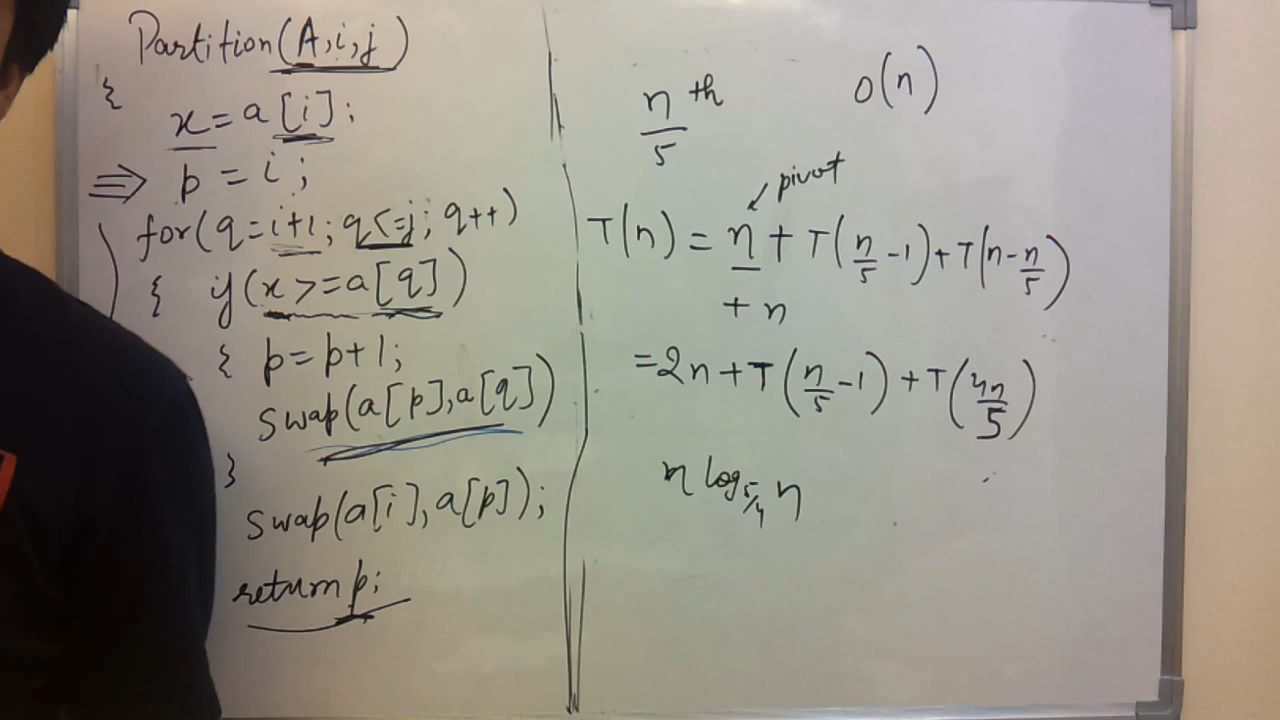 Partition(A,i,j)
{
x=a[i];
⇒ p=i;
for(q=i+1; q<=j; q++)
{ if(x>=a[q])
{ p=p+1;
swap(a[p],a[q])
}
swap(a[i],a[p]);
return p;
n/5 th
O(n)
pivot
T(n) = n + T(n/5 -1) + T(n-n/5)
+ n
=2n+T(n/5 -1) + T(4n/5)
n log5/4 n